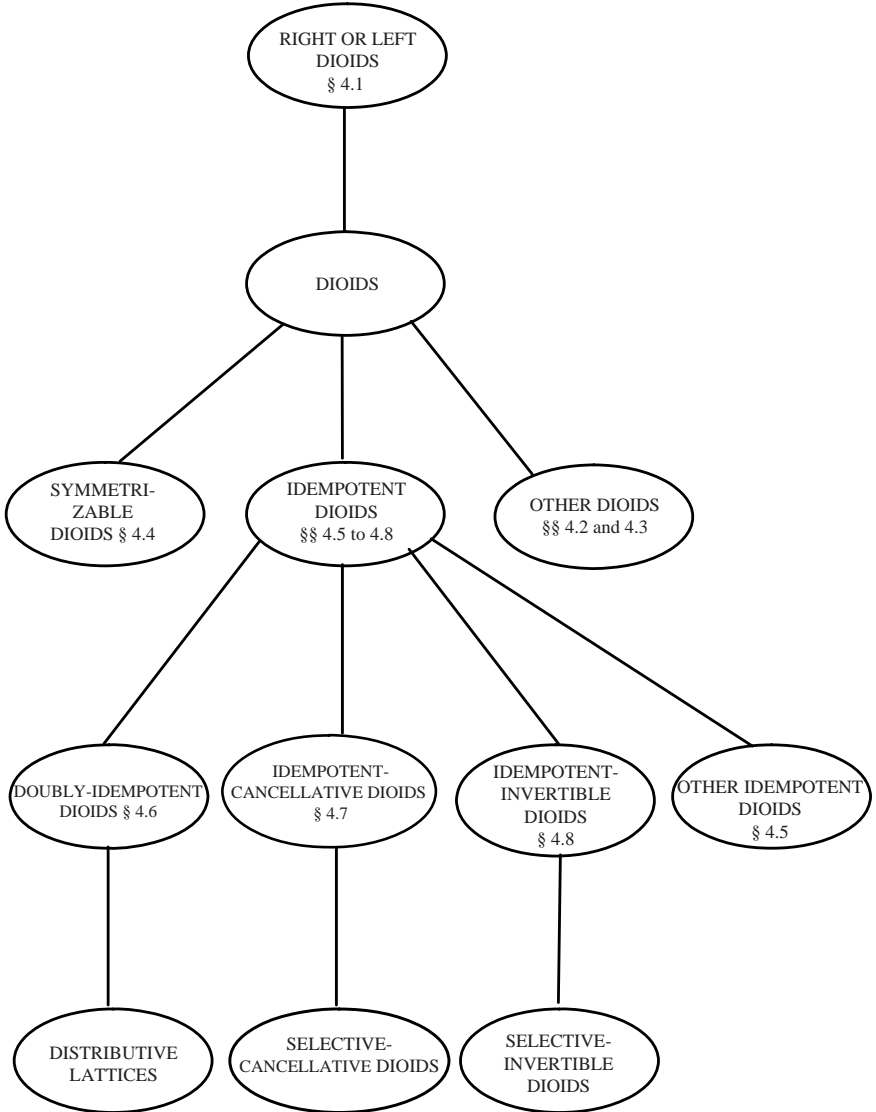 RIGHT OR LEFT
DIOIDS
§ 4.1
DIOIDS
SYMMETRI-
ZABLE
DIOIDS § 4.4
IDEMPOTENT
DIOIDS
§§ 4.5 to 4.8
OTHER DIOIDS
§§ 4.2 and 4.3
DOUBLY-IDEMPOTENT
DIOIDS § 4.6
IDEMPOTENT-
CANCELLATIVE DIOIDS
§ 4.7
IDEMPOTENT-
INVERTIBLE
DIOIDS
§ 4.8
OTHER IDEMPOTENT
DIOIDS
§ 4.5
DISTRIBUTIVE
LATTICES
SELECTIVE-
CANCELLATIVE DIOIDS
SELECTIVE-
INVERTIBLE
DIOIDS